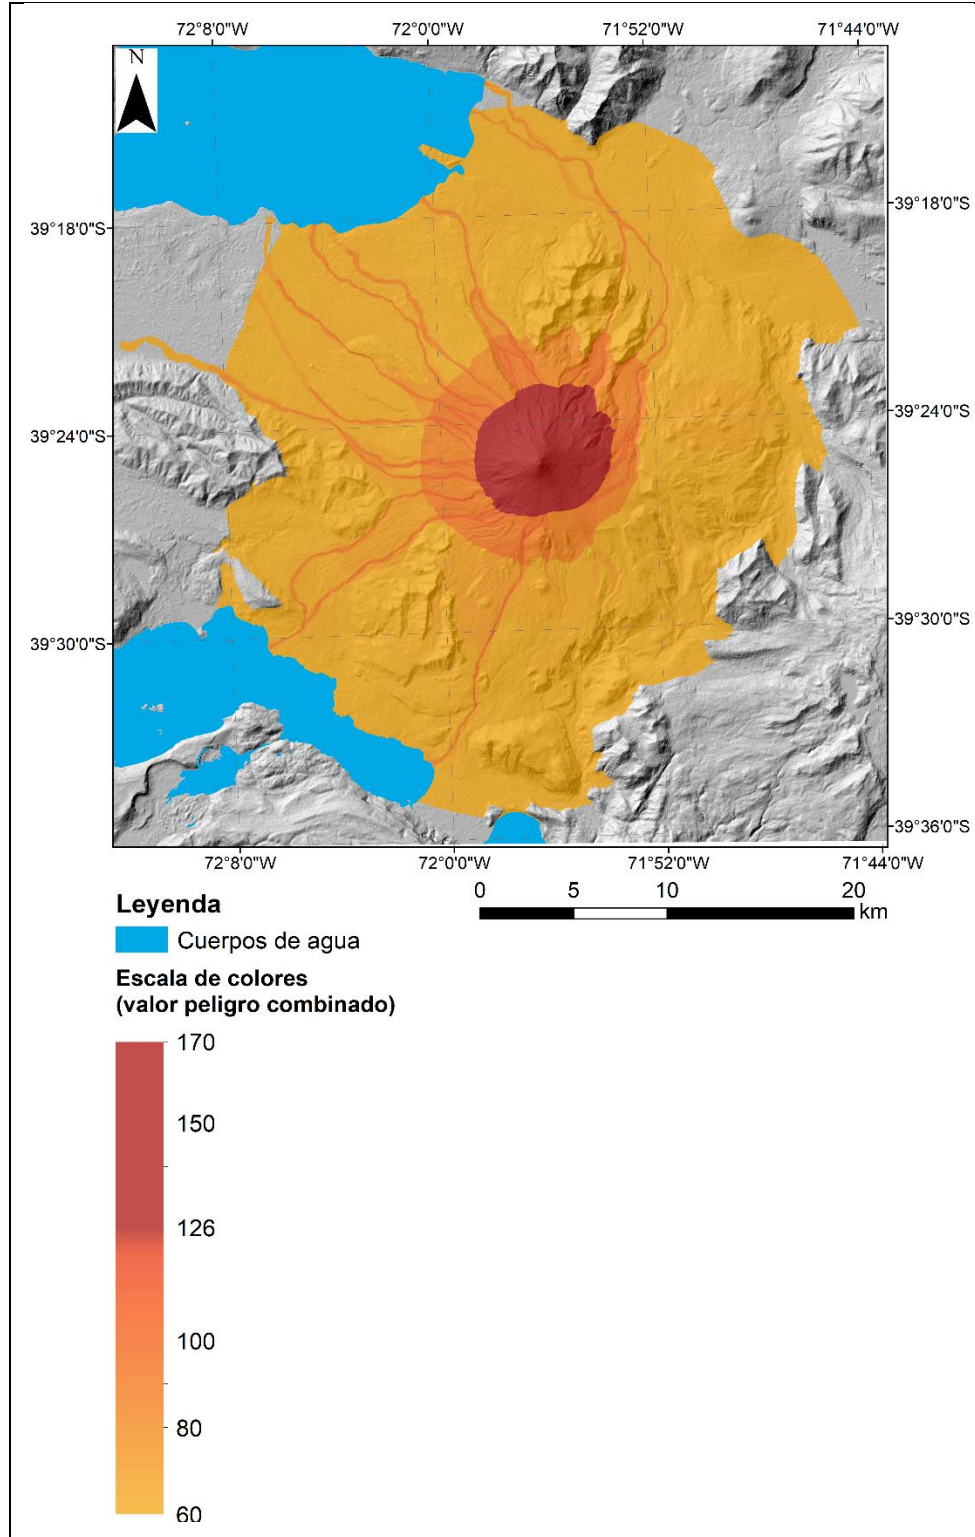 72°8'0"W 72°0'0"W 71°52'0"W 71°44'0"W
N
39°18'0"S
39°18'0"S
39°24'0"S
39°24'0"S
39°30'0"S
39°30'0"S
39°36'0"S
72°8'0"W 72°0'0"W 71°52'0"W 71°44'0"W
0 5 10 20
km
Leyenda
Cuerpos de agua
Escala de colores
(valor peligro combinado)
170
150
126
100
80
60